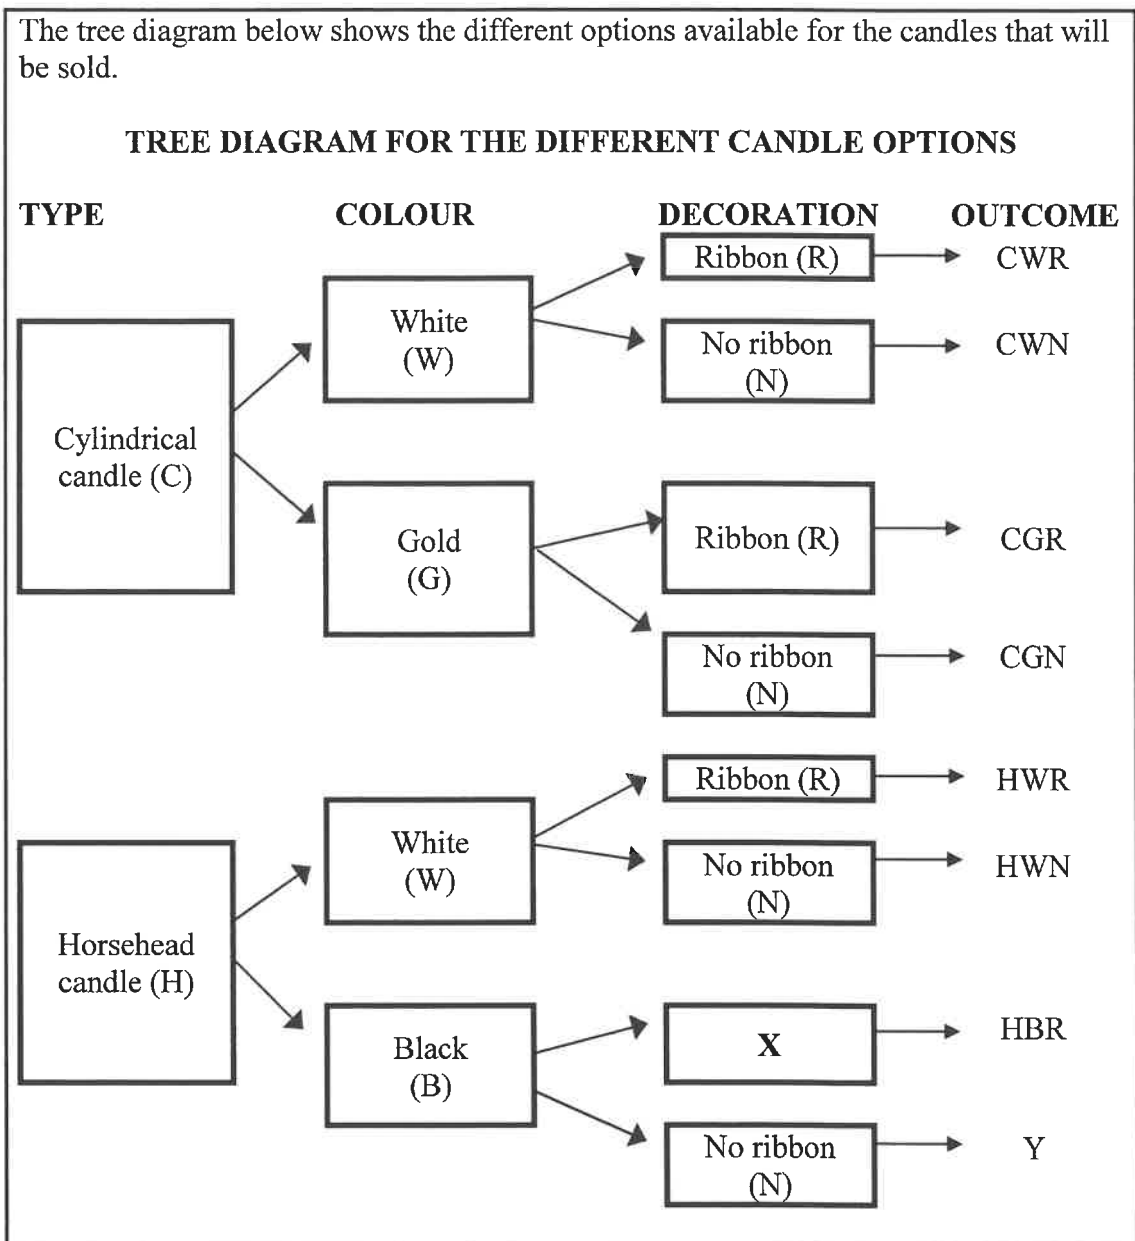 The tree diagram below shows the different options available for the candles that will
be sold.
TREE DIAGRAM FOR THE DIFFERENT CANDLE OPTIONS
TYPE COLOUR DECORATION OUTCOME
Cylindrical
candle (C)
White
(W)
Ribbon (R)
CWR
No ribbon
(N)
CWN
Gold
(G)
Ribbon (R)
CGR
No ribbon
(N)
CGN
Horsehead
candle (H)
White
(W)
Ribbon (R)
HWR
No ribbon
(N)
HWN
Black
(B)
X
HBR
No ribbon
(N)
Y